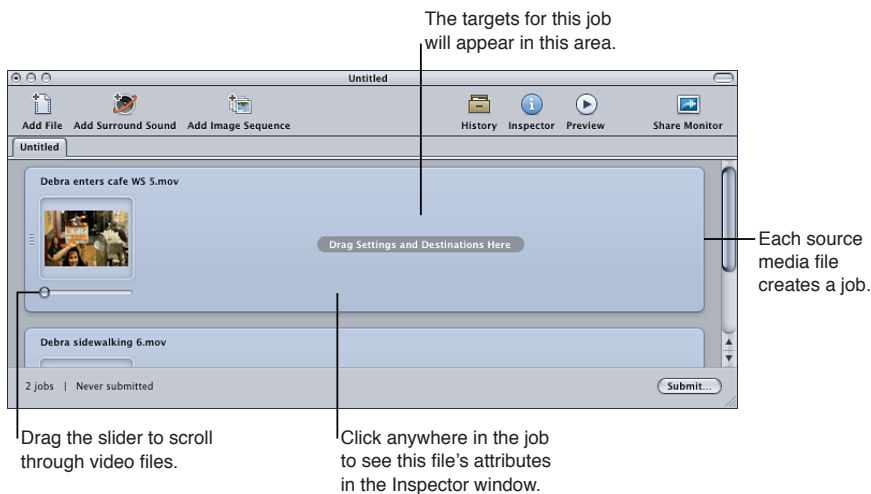 The targets for this job
will appear in this area.
Untitled
Add File Add Surround Sound Add Image Sequence History Inspector Preview Share Monitor
Untitled
Debra enters cafe WS 5.mov
Drag Settings and Destinations Here
Each source
media file
creates a job.
Debra sidewalking 6.mov
2 jobs | Never submitted Submit...
Drag the slider to scroll
through video files.
Click anywhere in the job
to see this file's attributes
in the Inspector window.